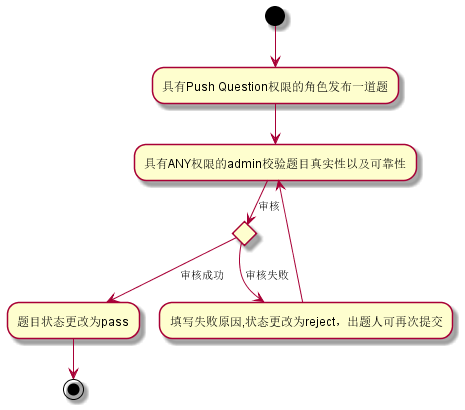 具有Push Question权限的角色发布一道题
具有ANY权限的admin校验题目真实性以及可靠性
审核
审核成功
审核失败
题目状态更改为pass
填写失败原因,状态更改为reject，出题人可再次提交